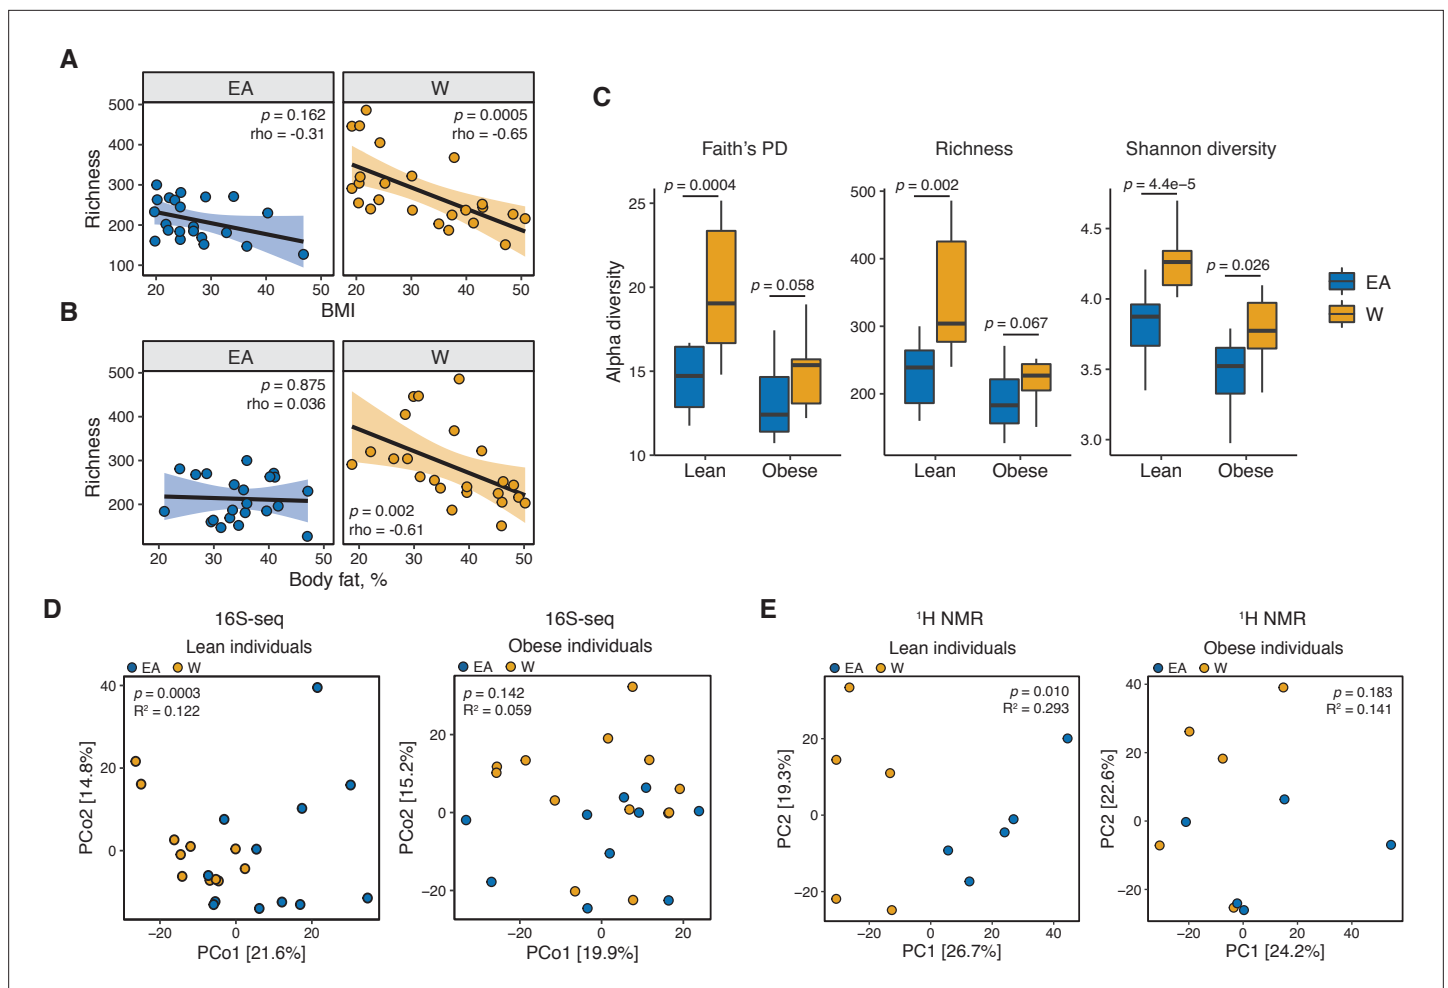 A
EA
W
p = 0.162
rho = -0.31
p = 0.0005
rho = -0.65
Richness
500
400
300
200
100
20
30
40
50
20
30
40
50
BMI
B
EA
W
p = 0.875
rho = 0.036
p = 0.002
rho = -0.61
Richness
500
400
300
200
20
30
40
50
20
30
40
50
Body fat, %
C
Faith's PD
Richness
Shannon diversity
Alpha diversity
p = 0.0004
p = 0.058
25
20
15
10
Lean
Obese
p = 0.002
p = 0.067
500
400
300
200
Lean
Obese
p = 4.4e−5
p = 0.026
4.5
4.0
3.5
3.0
Lean
Obese
EA
W
D
16S-seq
Lean individuals
EA W
p = 0.0003
R² = 0.122
PCo2 [14.8%]
40
20
0
−20
0
20
PCo1 [21.6%]
16S-seq
Obese individuals
EA W
p = 0.142
R² = 0.059
PCo2 [15.2%]
20
0
−20
−20
0
20
PCo1 [19.9%]
E
¹H NMR
Lean individuals
EA W
p = 0.010
R² = 0.293
PC2 [19.3%]
20
0
−20
−20
0
20
40
PC1 [26.7%]
¹H NMR
Obese individuals
EA W
p = 0.183
R² = 0.141
PC2 [22.6%]
40
20
0
−20
−20
0
20
40
PC1 [24.2%]